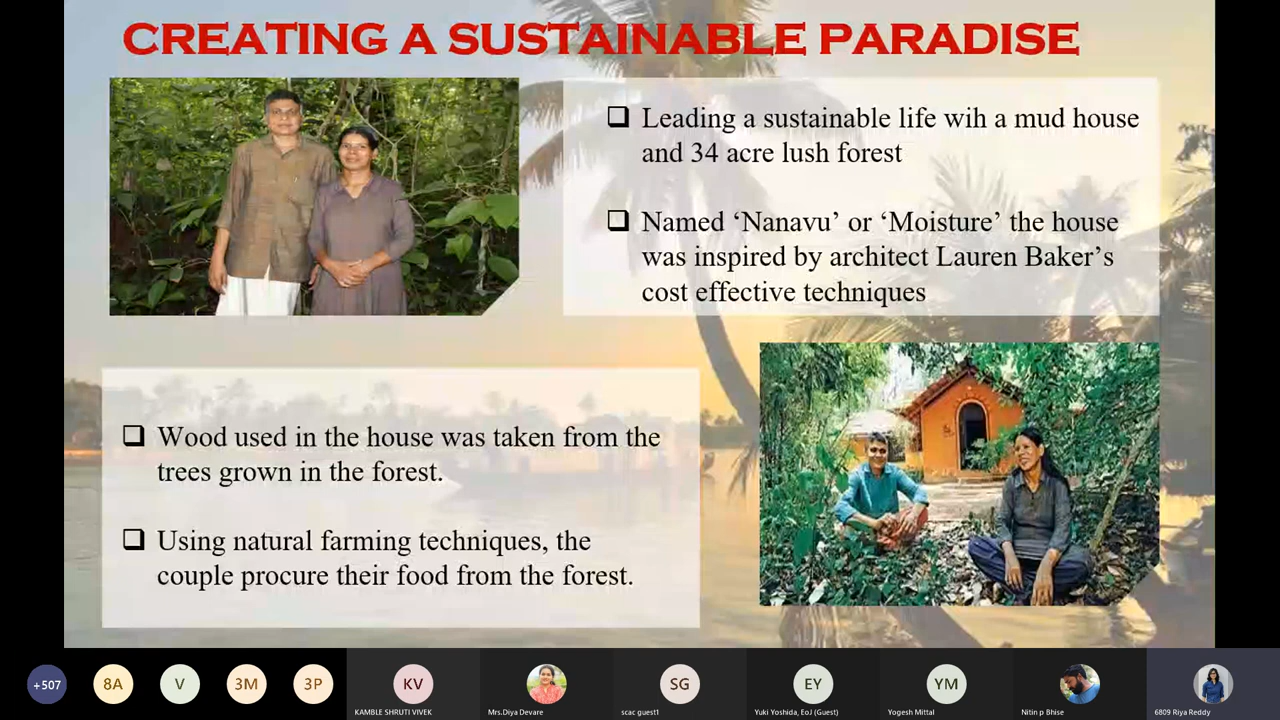 CREATING A SUSTAINABLE PARADISE
❑ Leading a sustainable life wih a mud house
and 34 acre lush forest
❑ Named ‘Nanavu’ or ‘Moisture’ the house
was inspired by architect Lauren Baker’s
cost effective techniques
❑ Wood used in the house was taken from the
trees grown in the forest.
❑ Using natural farming techniques, the
couple procure their food from the forest.
+507
8A
V
3M
3P
KV
SG
EY
YM
KAMBLE SHRUTI VIVEK
Mrs.Diya Devare
scac guest1
Yuki Yoshida, EoJ (Guest)
Yogesh Mittal
Nitin p Bhise
6809 Riya Reddy